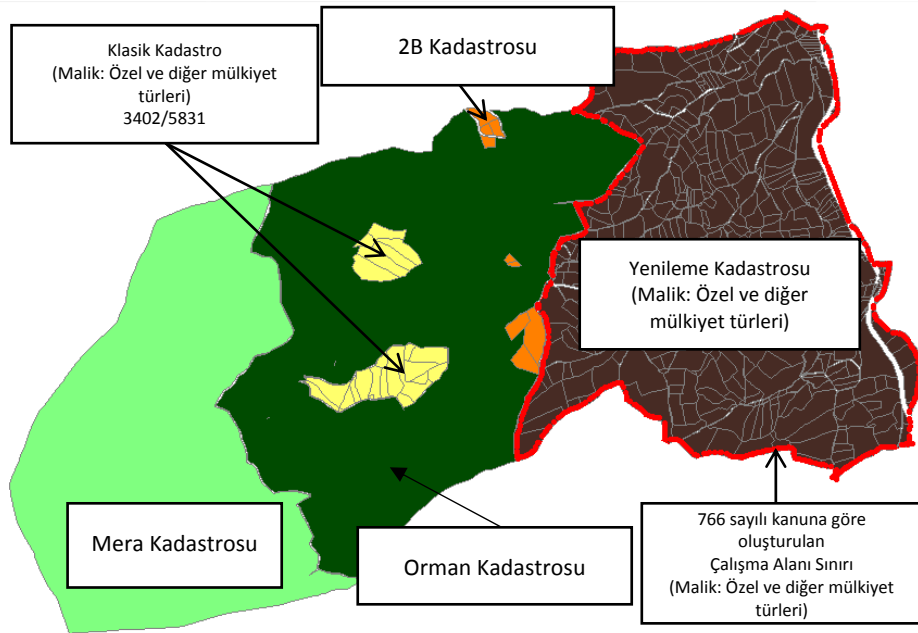 Klasik Kadastro
(Malik: Özel ve diğer mülkiyet
türleri)
3402/5831
2B Kadastrosu
Yenileme Kadastrosu
(Malik: Özel ve diğer
mülkiyet türleri)
Mera Kadastrosu
Orman Kadastrosu
766 sayılı kanuna göre
oluşturulan
Çalışma Alanı Sınırı
(Malik: Özel ve diğer mülkiyet
türleri)